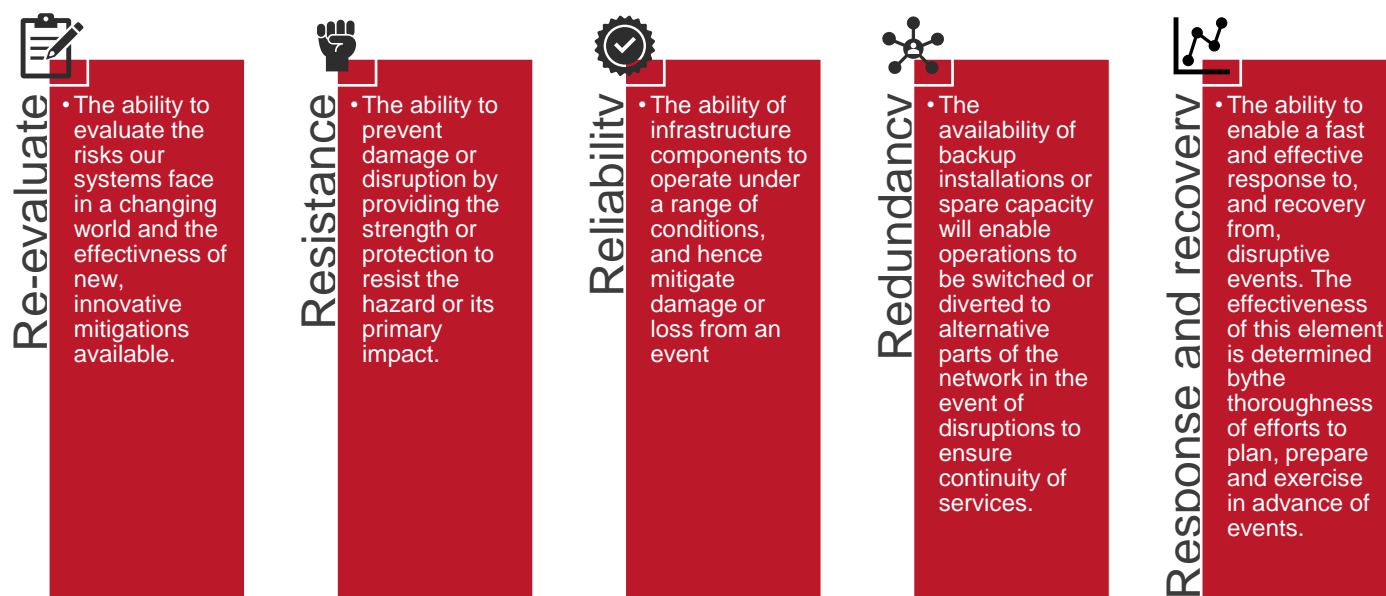 Re-evaluate
• The ability to
evaluate the
risks our
systems face
in a changing
world and the
effectivness of
new,
innovative
mitigations
available.
Resistance
• The ability to
prevent
damage or
disruption by
providing the
strength or
protection to
resist the
hazard or its
primary
impact.
Reliability
• The ability of
infrastructure
components to
operate under
a range of
conditions,
and hence
mitigate
damage or
loss from an
event
Redundancy
• The
availability of
backup
installations or
spare capacity
will enable
operations to
be switched or
diverted to
alternative
parts of the
network in the
event of
disruptions to
ensure
continuity of
services.
Response and recovery
• The ability to
enable a fast
and effective
response to,
and recovery
from,
disruptive
events. The
effectiveness
of this element
is determined
bythe
thoroughness
of efforts to
plan, prepare
and exercise
in advance of
events.